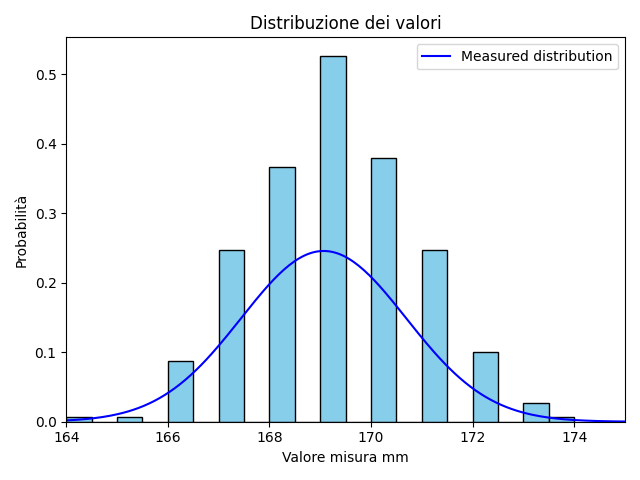 Distribuzione dei valori
Measured distribution
Probabilità
0.5
0.4
0.3
0.2
0.1
0.0
164 166 168 170 172 174
Valore misura mm